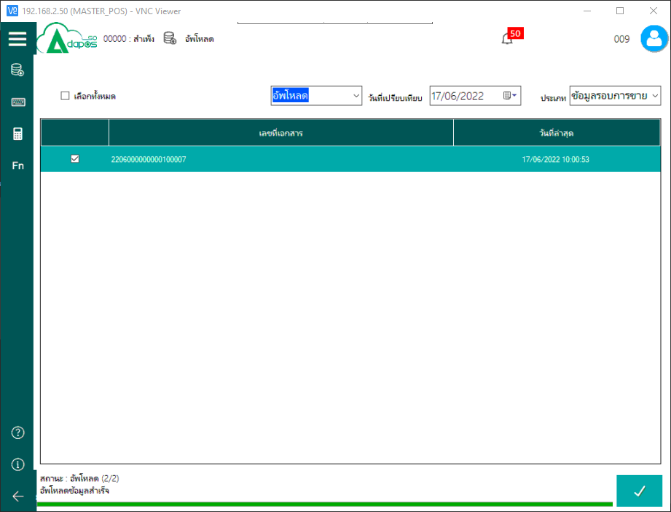 192.168.2.50 (MASTER_POS) - VNC Viewer
Adapos 00000 : สำเพ็ง อัพโหลด 50 009
Fn
เลือกทั้งหมด อัพโหลด วันที่เปรียบเทียบ 17/06/2022 ประเภท ข้อมูลรอบการขาย
เลขที่เอกสาร วันที่ล่าสุด
2206000000000100007 17/06/2022 10:00:53
สถานะ : อัพโหลด (2/2)
อัพโหลดข้อมูลสำเร็จ